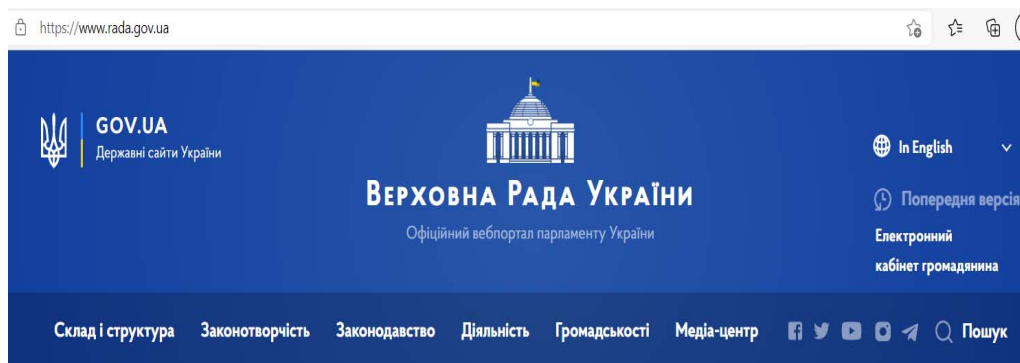 https://www.rada.gov.ua
GOV.UA
Державні сайти України
In English
ВЕРХОВНА РАДА УКРАЇНИ
Офіційний вебпортал парламенту України
Попередня версія
Електронний
кабінет громадянина
Склад і структура Законотворчість Законодавство Діяльність Громадськості Медіа-центр Пошук